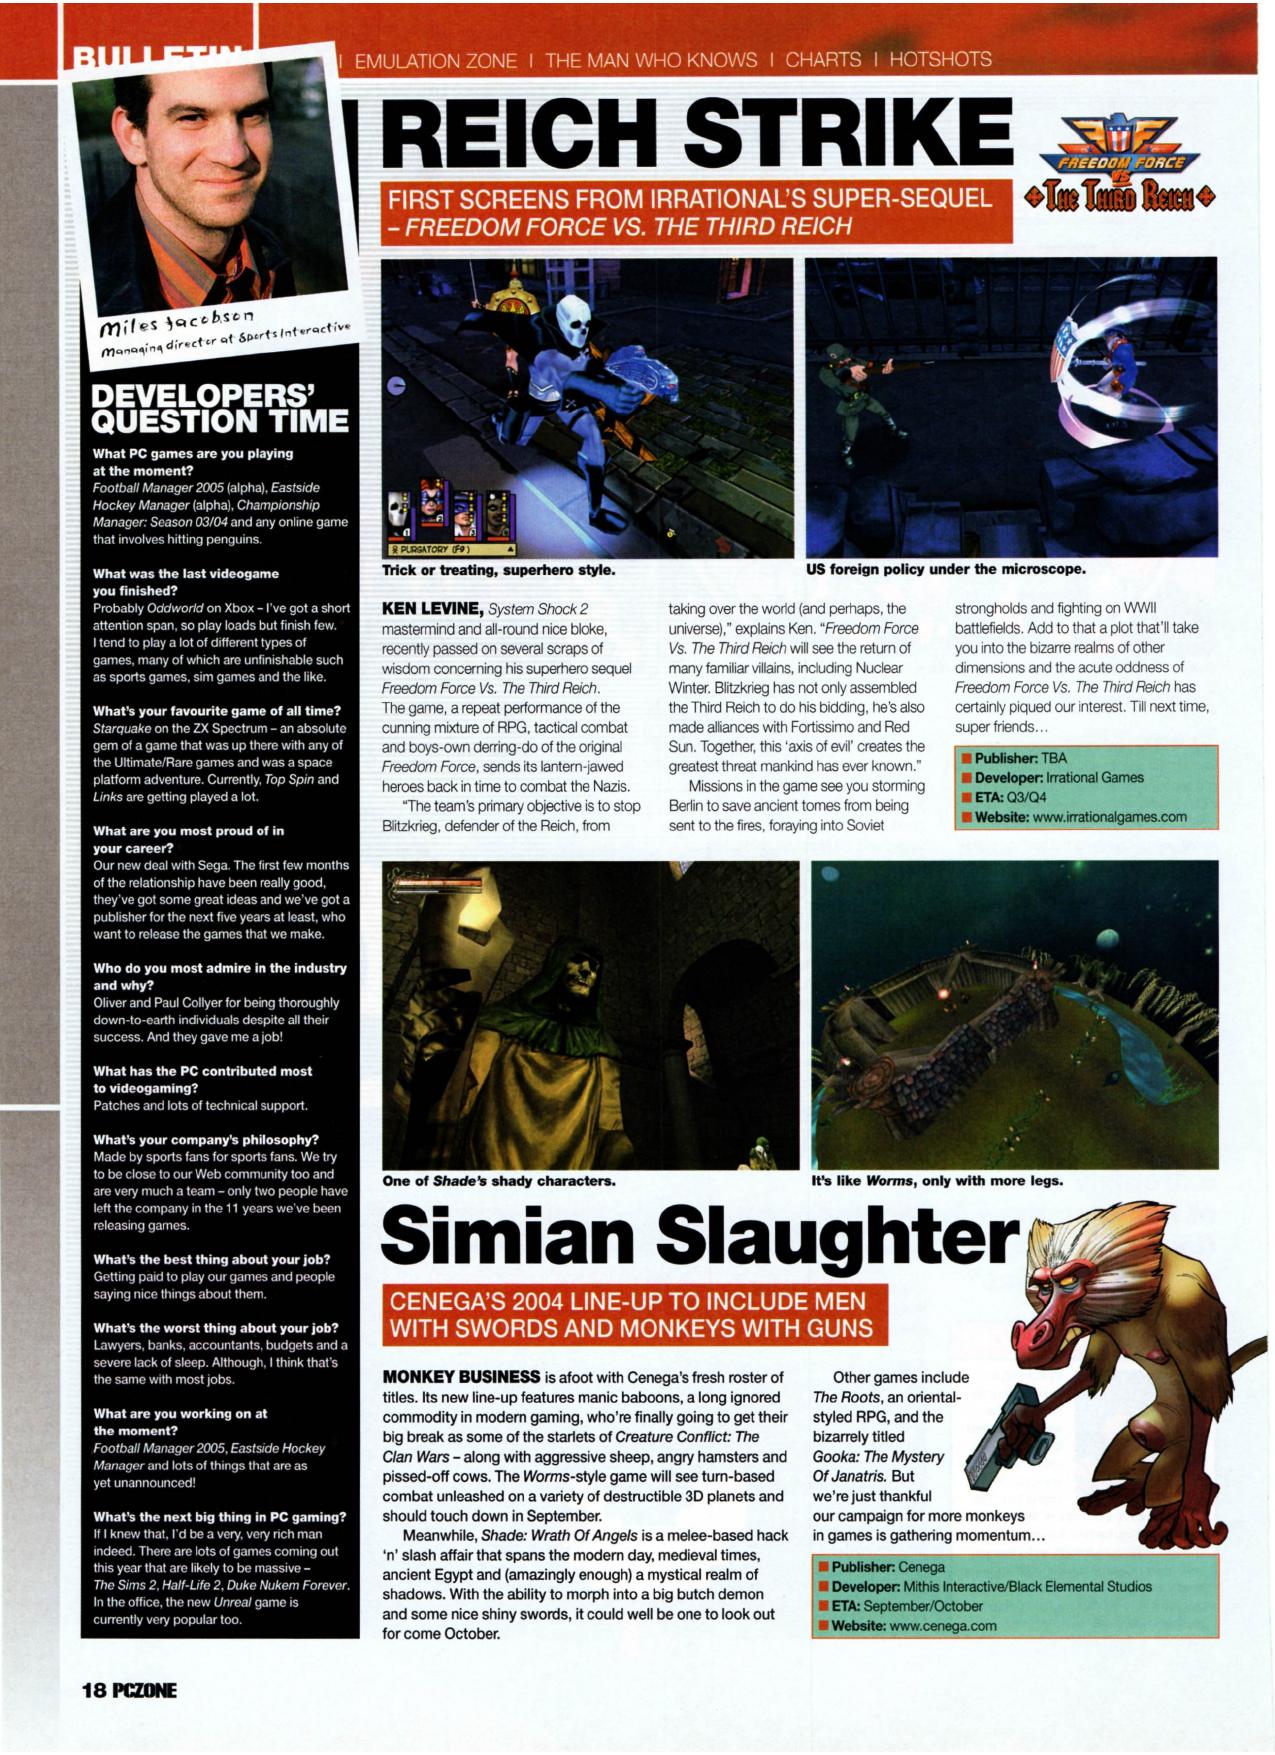 BULLETIN
| EMULATION ZONE | THE MAN WHO KNOWS | CHARTS | HOTSHOTS
Miles Jacobson
Managing director at Sports Interactive
DEVELOPERS'
QUESTION TIME
What PC games are you playing
at the moment?
Football Manager 2005 (alpha), Eastside
Hockey Manager (alpha), Championship
Manager: Season 03/04 and any online game
that involves hitting penguins.
What was the last videogame
you finished?
Probably Oddworld on Xbox – I've got a short
attention span, so play loads but finish few.
I tend to play a lot of different types of
games, many of which are unfinishable such
as sports games, sim games and the like.
What's your favourite game of all time?
Starquake on the ZX Spectrum – an absolute
gem of a game that was up there with any of
the Ultimate/Rare games and was a space
platform adventure. Currently, Top Spin and
Links are getting played a lot.
What are you most proud of in
your career?
Our new deal with Sega. The first few months
of the relationship have been really good,
they've got some great ideas and we've got a
publisher for the next five years at least, who
want to release the games that we make.
Who do you most admire in the industry
and why?
Oliver and Paul Collyer for being thoroughly
down-to-earth individuals despite all their
success. And they gave me a job!
What has the PC contributed most
to videogaming?
Patches and lots of technical support.
What's your company's philosophy?
Made by sports fans for sports fans. We try
to be close to our Web community too and
are very much a team – only two people have
left the company in the 11 years we've been
releasing games.
What's the best thing about your job?
Getting paid to play our games and people
saying nice things about them.
What's the worst thing about your job?
Lawyers, banks, accountants, budgets and a
severe lack of sleep. Although, I think that's
the same with most jobs.
What are you working on at
the moment?
Football Manager 2005, Eastside Hockey
Manager and lots of things that are as
yet unannounced!
What's the next big thing in PC gaming?
If I knew that, I'd be a very, very rich man
indeed. There are lots of games coming out
this year that are likely to be massive –
The Sims 2, Half-Life 2, Duke Nukem Forever.
In the office, the new Unreal game is
currently very popular too.
REICH STRIKE
FIRST SCREENS FROM IRRATIONAL'S SUPER-SEQUEL
– FREEDOM FORCE VS. THE THIRD REICH
FF
FREEDOM FORCE
VS
THE THIRD REICH
PURGATORY (F9)
Trick or treating, superhero style.
US foreign policy under the microscope.
KEN LEVINE, System Shock 2
mastermind and all-round nice bloke,
recently passed on several scraps of
wisdom concerning his superhero sequel
Freedom Force Vs. The Third Reich.
The game, a repeat performance of the
cunning mixture of RPG, tactical combat
and boys-own derring-do of the original
Freedom Force, sends its lantern-jawed
heroes back in time to combat the Nazis.
"The team's primary objective is to stop
Blitzkrieg, defender of the Reich, from
taking over the world (and perhaps, the
universe)," explains Ken. "Freedom Force
Vs. The Third Reich will see the return of
many familiar villains, including Nuclear
Winter. Blitzkrieg has not only assembled
the Third Reich to do his bidding, he's also
made alliances with Fortissimo and Red
Sun. Together, this 'axis of evil' creates the
greatest threat mankind has ever known."
Missions in the game see you storming
Berlin to save ancient tomes from being
sent to the fires, foraying into Soviet
strongholds and fighting on WWII
battlefields. Add to that a plot that'll take
you into the bizarre realms of other
dimensions and the acute oddness of
Freedom Force Vs. The Third Reich has
certainly piqued our interest. Till next time,
super friends…
Publisher: TBA
Developer: Irrational Games
ETA: Q3/Q4
Website: www.irrationalgames.com
One of Shade's shady characters.
It's like Worms, only with more legs.
Simian Slaughter
CENEGA'S 2004 LINE-UP TO INCLUDE MEN
WITH SWORDS AND MONKEYS WITH GUNS
MONKEY BUSINESS is afoot with Cenega's fresh roster of
titles. Its new line-up features manic baboons, a long ignored
commodity in modern gaming, who're finally going to get their
big break as some of the starlets of Creature Conflict: The
Clan Wars – along with aggressive sheep, angry hamsters and
pissed-off cows. The Worms-style game will see turn-based
combat unleashed on a variety of destructible 3D planets and
should touch down in September.
Meanwhile, Shade: Wrath Of Angels is a melee-based hack
'n' slash affair that spans the modern day, medieval times,
ancient Egypt and (amazingly enough) a mystical realm of
shadows. With the ability to morph into a big butch demon
and some nice shiny swords, it could well be one to look out
for come October.
Other games include
The Roots, an oriental-
styled RPG, and the
bizarrely titled
Gooka: The Mystery
Of Janatris. But
we're just thankful
our campaign for more monkeys
in games is gathering momentum…
Publisher: Cenega
Developer: Mithis Interactive/Black Elemental Studios
ETA: September/October
Website: www.cenega.com
18 PCZONE